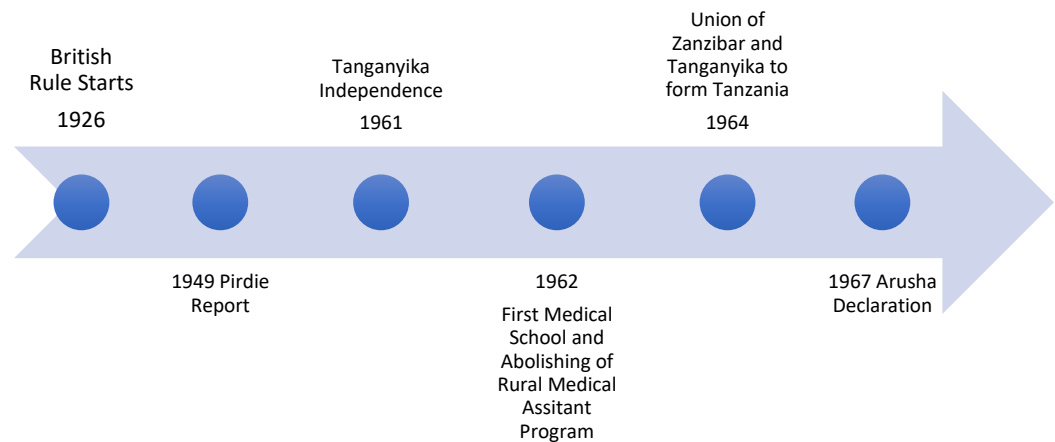 British
Rule Starts
1926
1949 Pirdie
Report
Tanganyika
Independence
1961
1962
First Medical
School and
Abolishing of
Rural Medical
Assitant
Program
Union of
Zanzibar and
Tanganyika to
form Tanzania
1964
1967 Arusha
Declaration